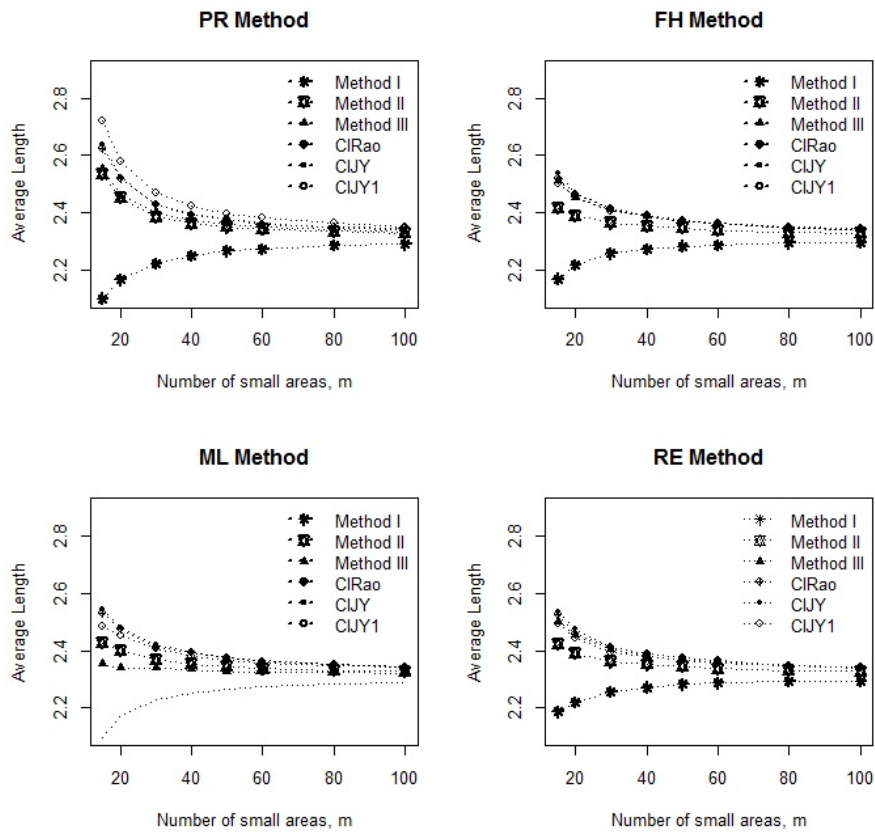 PR Method
Average Length
2.8
2.6
2.4
2.2
Method I
Method II
Method III
CIRao
CIJY
CIJY1
20 40 60 80 100
Number of small areas, m
FH Method
Average Length
2.8
2.6
2.4
2.2
Method I
Method II
Method III
CIRao
CIJY
CIJY1
20 40 60 80 100
Number of small areas, m
ML Method
Average Length
2.8
2.6
2.4
2.2
Method I
Method II
Method III
CIRao
CIJY
CIJY1
20 40 60 80 100
Number of small areas, m
RE Method
Average Length
2.8
2.6
2.4
2.2
Method I
Method II
Method III
CIRao
CIJY
CIJY1
20 40 60 80 100
Number of small areas, m